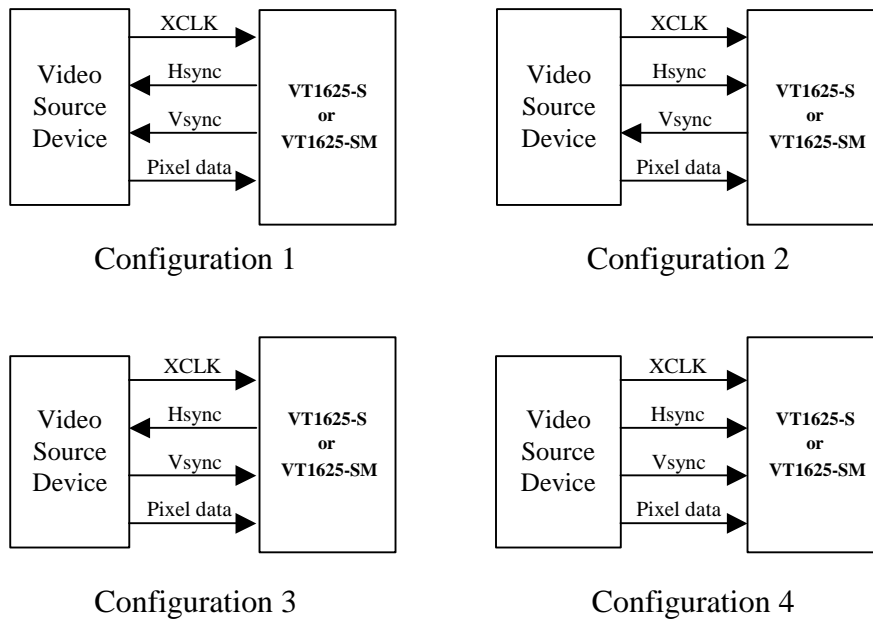 XCLK
Hsync
Vsync
Pixel data
Video
Source
Device
VT1625-S
or
VT1625-SM
Configuration 1
XCLK
Hsync
Vsync
Pixel data
Video
Source
Device
VT1625-S
or
VT1625-SM
Configuration 2
XCLK
Hsync
Vsync
Pixel data
Video
Source
Device
VT1625-S
or
VT1625-SM
Configuration 3
XCLK
Hsync
Vsync
Pixel data
Video
Source
Device
VT1625-S
or
VT1625-SM
Configuration 4